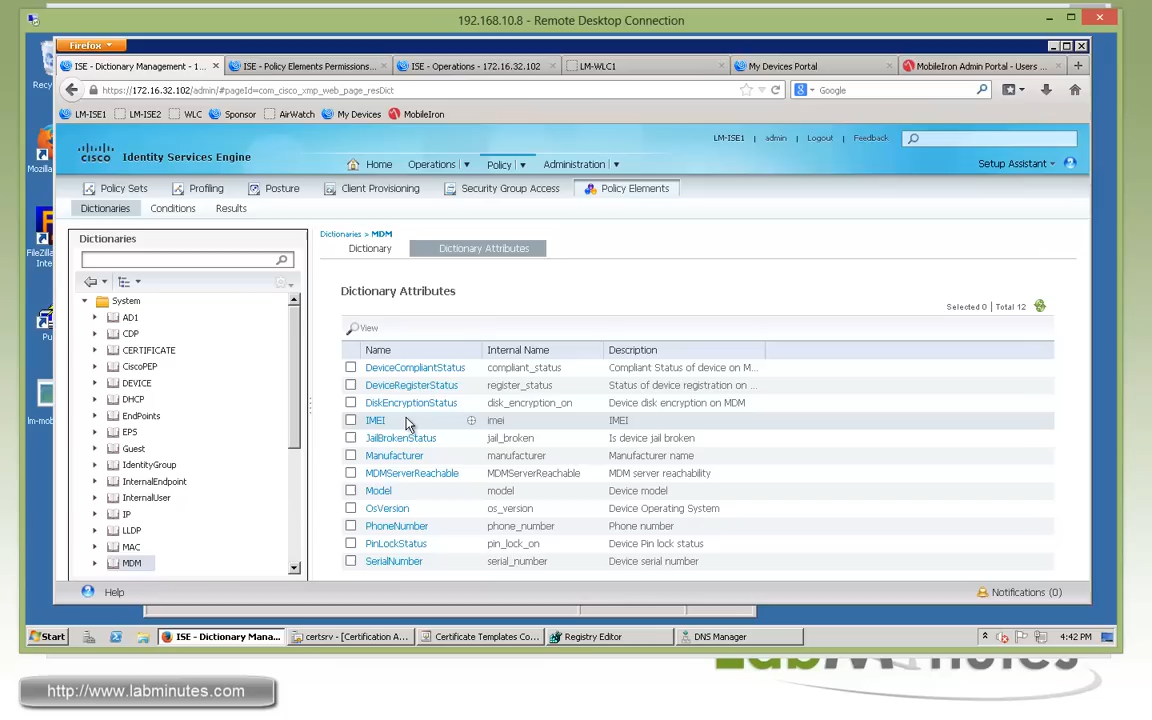 192.168.10.8 - Remote Desktop Connection
Firefox
ISE - Dictionary Management - 1...
ISE - Policy Elements Permissions...
ISE - Operations - 172.16.32.102
LM-WLC1
My Devices Portal
MobileIron Admin Portal - Users ...
https://172.16.32.102/admin/#pageId=com_cisco_xmp_web_page_resDict
Google
LM-ISE1
LM-ISE2
WLC
Sponsor
AirWatch
My Devices
MobileIron
LM-ISE1
admin
Logout
Feedback
CISCO
Identity Services Engine
Home
Operations
Policy
Administration
Setup Assistant
Policy Sets
Profiling
Posture
Client Provisioning
Security Group Access
Policy Elements
Dictionaries
Conditions
Results
Dictionaries
Dictionaries > MDM
Dictionary
Dictionary Attributes
System
AD1
CDP
CERTIFICATE
CiscoPEP
DEVICE
DHCP
EndPoints
EPS
Guest
IdentityGroup
InternalEndpoint
InternalUser
IP
LLDP
MAC
MDM
Dictionary Attributes
Selected 0 | Total 12
View
Name Internal Name Description
DeviceCompliantStatus compliant_status Compliant Status of device on M...
DeviceRegisterStatus register_status Status of device registration on ...
DiskEncryptionStatus disk_encryption_on Device disk encryption on MDM
IMEI imei IMEI
JailBrokenStatus jail_broken Is device jail broken
Manufacturer manufacturer Manufacturer name
MDMServerReachable MDMServerReachable MDM server reachability
Model model Device model
OsVersion os_version Device Operating System
PhoneNumber phone_number Phone number
PinLockStatus pin_lock_on Device Pin lock status
SerialNumber serial_number Device serial number
Help
Notifications (0)
Start
ISE - Dictionary Mana...
certsrv - [Certification A...
Certificate Templates Co...
Registry Editor
DNS Manager
4:42 PM
http://www.labminutes.com